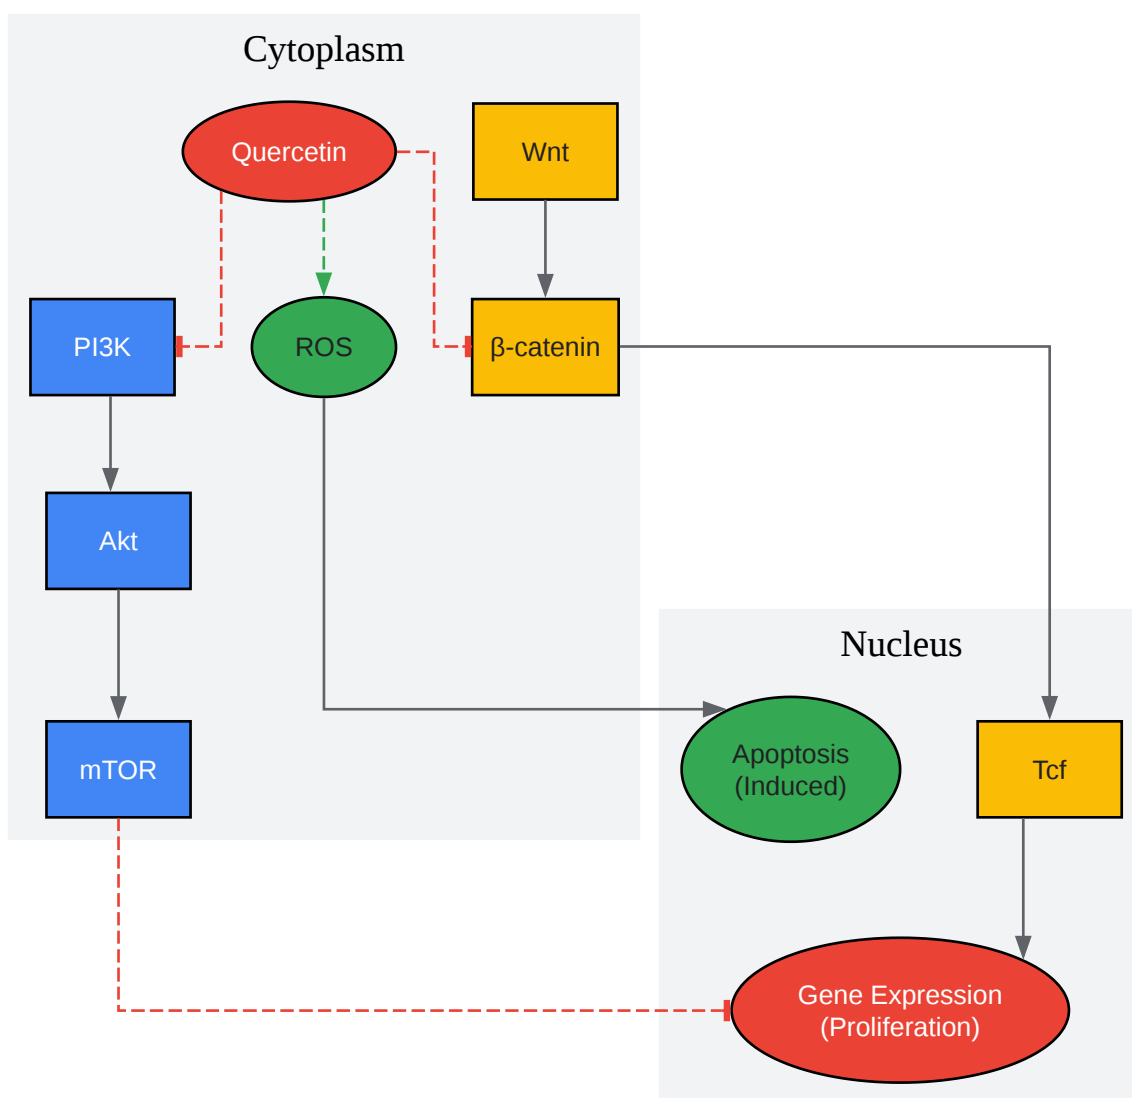 Cytoplasm
Quercetin
Wnt
PI3K
ROS
β-catenin
Akt
Nucleus
mTOR
Apoptosis
(Induced)
Tcf
Gene Expression
(Proliferation)